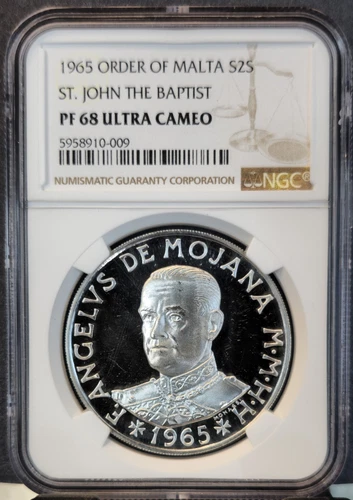 1965 ORDER OF MALTA S2S
ST. JOHN THE BAPTIST
PF 68 ULTRA CAMEO
5958910-009
NUMISMATIC GUARANTY CORPORATION
NGC®
F ANGELVS DE MOJANA M·M·H·H
1965